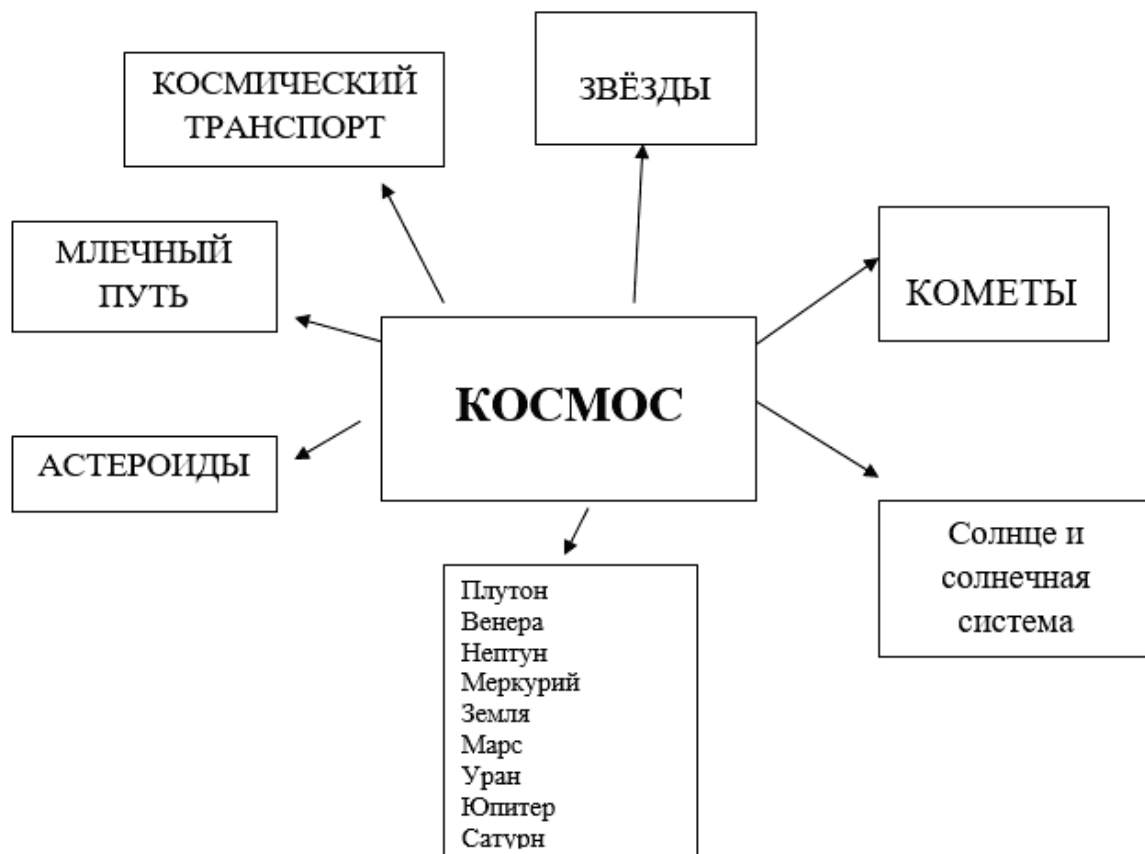 КОСМИЧЕСКИЙ
ТРАНСПОРТ
ЗВЁЗДЫ
МЛЕЧНЫЙ
ПУТЬ
КОМЕТЫ
КОСМОС
АСТЕРОИДЫ
Солнце и
солнечная
система
Плутон
Венера
Нептун
Меркурий
Земля
Марс
Уран
Юпитер
Сатурн